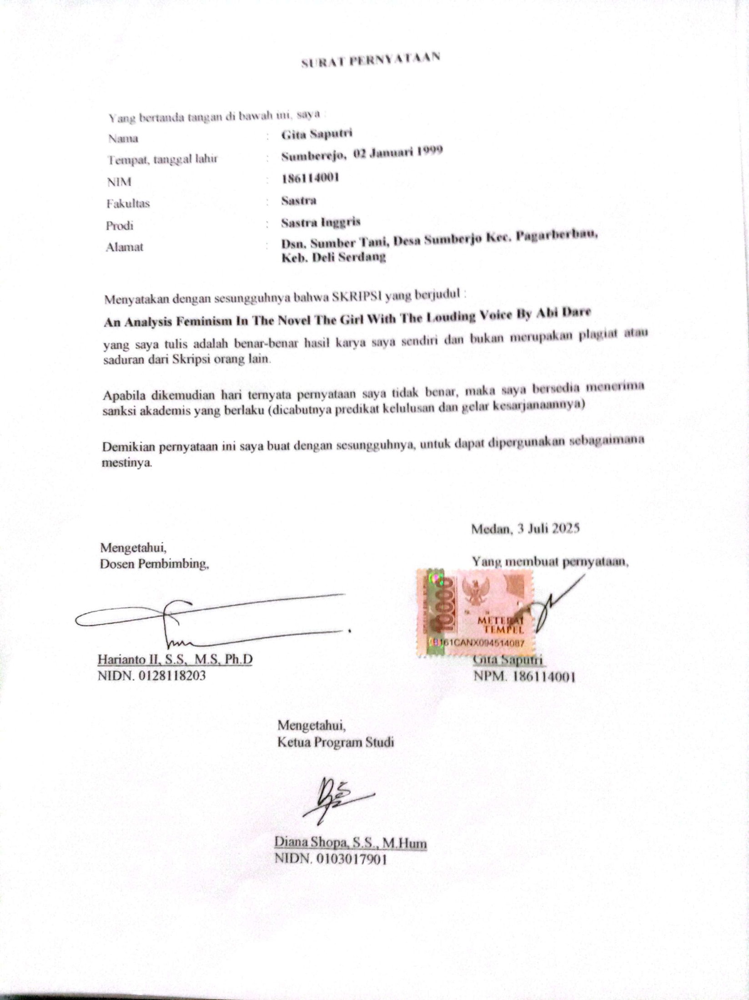 SURAT PERNYATAAN
Yang bertanda tangan di bawah ini, saya :
Nama : Gita Saputri
Tempat, tanggal lahir : Sumberejo, 02 Januari 1999
NIM : 186114001
Fakultas : Sastra
Prodi : Sastra Inggris
Alamat : Dsn. Sumber Tani, Desa Sumberjo Kec. Pagarberbau,
Keb. Deli Serdang
Menyatakan dengan sesungguhnya bahwa SKRIPSI yang berjudul :
An Analysis Feminism In The Novel The Girl With The Louding Voice By Abi Dare
yang saya tulis adalah benar-benar hasil karya saya sendiri dan bukan merupakan plagiat atau
saduran dari Skripsi orang lain.
Apabila dikemudian hari ternyata pernyataan saya tidak benar, maka saya bersedia menerima
sanksi akademis yang berlaku (dicabutnya predikat kelulusan dan gelar kesarjanaannya)
Demikian pernyataan ini saya buat dengan sesungguhnya, untuk dapat dipergunakan sebagaimana
mestinya.
Medan, 3 Juli 2025
Mengetahui,
Dosen Pembimbing,
Yang membuat pernyataan,
10000
METERAI
TEMPEL
B161CANX094514087
Harianto II, S.S, M.S, Ph.D
NIDN. 0128118203
Gita Saputri
NPM. 186114001
Mengetahui,
Ketua Program Studi
Diana Shopa, S.S., M.Hum
NIDN. 0103017901